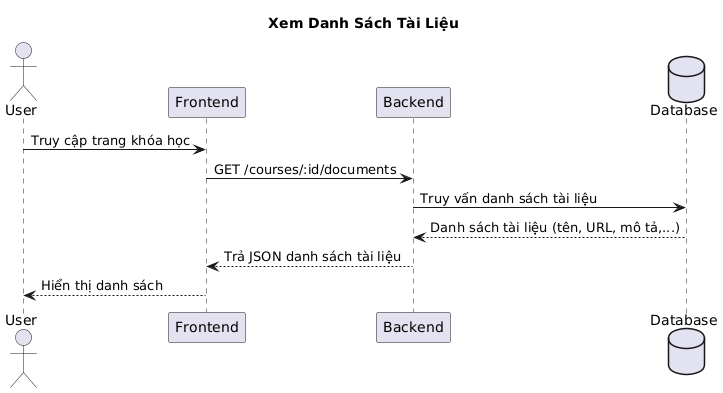 Xem Danh Sách Tài Liệu
User
Frontend
Backend
Database
Truy cập trang khóa học
GET /courses/:id/documents
Truy vấn danh sách tài liệu
Danh sách tài liệu (tên, URL, mô tả,...)
Trả JSON danh sách tài liệu
Hiển thị danh sách
User
Frontend
Backend
Database